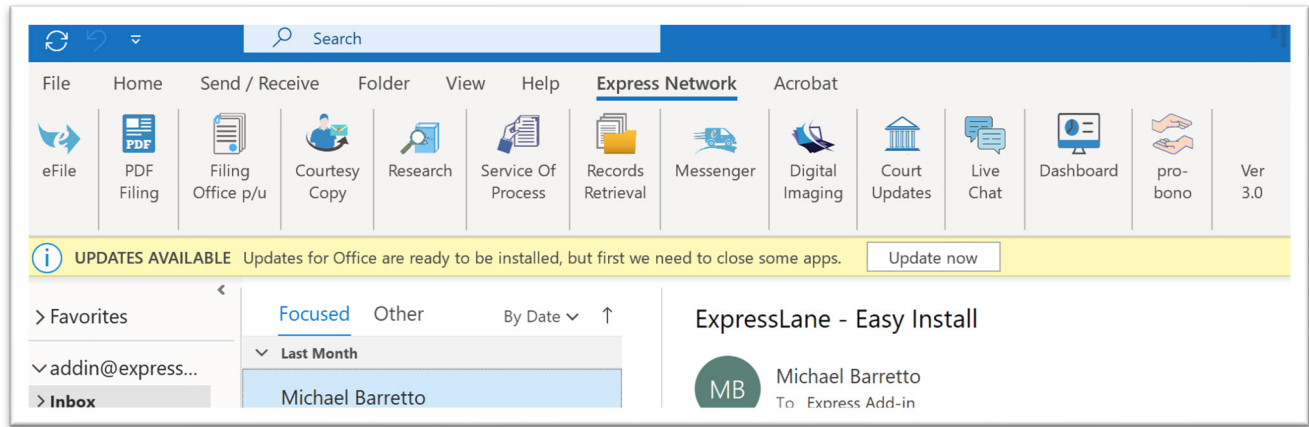 Search
File Home Send / Receive Folder View Help Express Network Acrobat
eFile PDF Filing Courtesy Research Service Of Records Messenger Digital Court Live Dashboard pro- Ver
Filing Office p/u Copy Process Retrieval Imaging Updates Chat bono 3.0
UPDATES AVAILABLE Updates for Office are ready to be installed, but first we need to close some apps. Update now
Favorites
addin@express...
Inbox
Focused Other By Date
Last Month
Michael Barretto
ExpressLane - Easy Install
MB
Michael Barretto
To Express Add-in